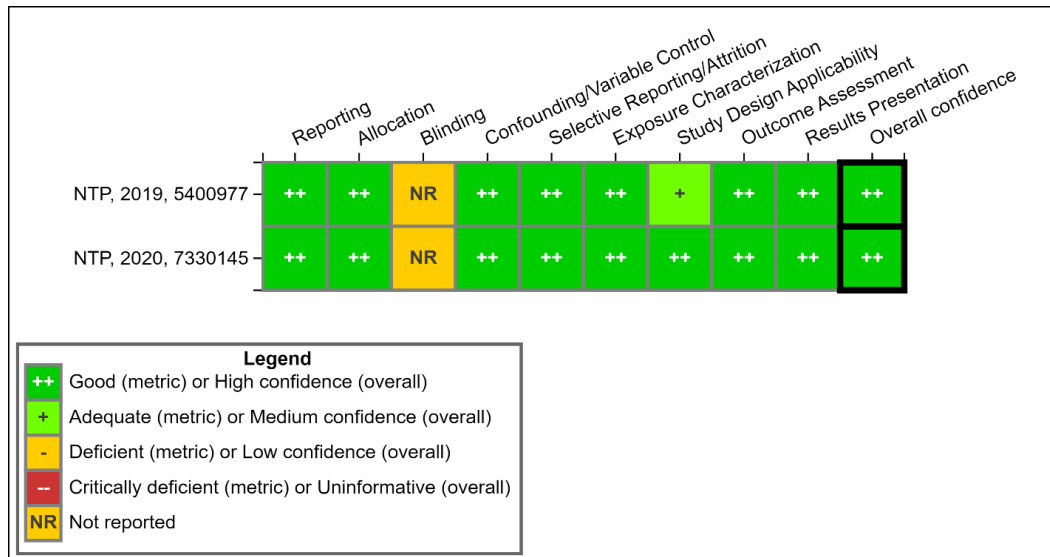 Reporting
Allocation
Blinding
Confounding/Variable Control
Selective Reporting/Attrition
Exposure Characterization
Study Design Applicability
Outcome Assessment
Results Presentation
Overall confidence
NTP, 2019, 5400977 ++ ++ NR ++ ++ ++ + ++ ++ ++
NTP, 2020, 7330145 ++ ++ NR ++ ++ ++ ++ ++ ++ ++
Legend
++ Good (metric) or High confidence (overall)
+ Adequate (metric) or Medium confidence (overall)
- Deficient (metric) or Low confidence (overall)
-- Critically deficient (metric) or Uninformative (overall)
NR Not reported